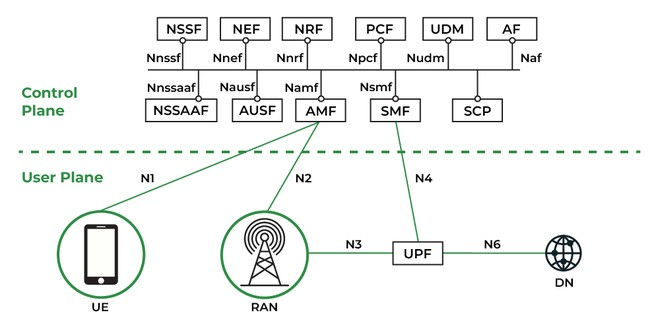 NSSF NEF NRF PCF UDM AF
Nnssf Nnef Nnrf Npcf Nudm Naf
Control
Plane
Nnssaaf Nausf Namf Nsmf
NSSAAF AUSF AMF SMF SCP
User Plane
N1 N2 N4
N3 UPF N6
UE RAN DN